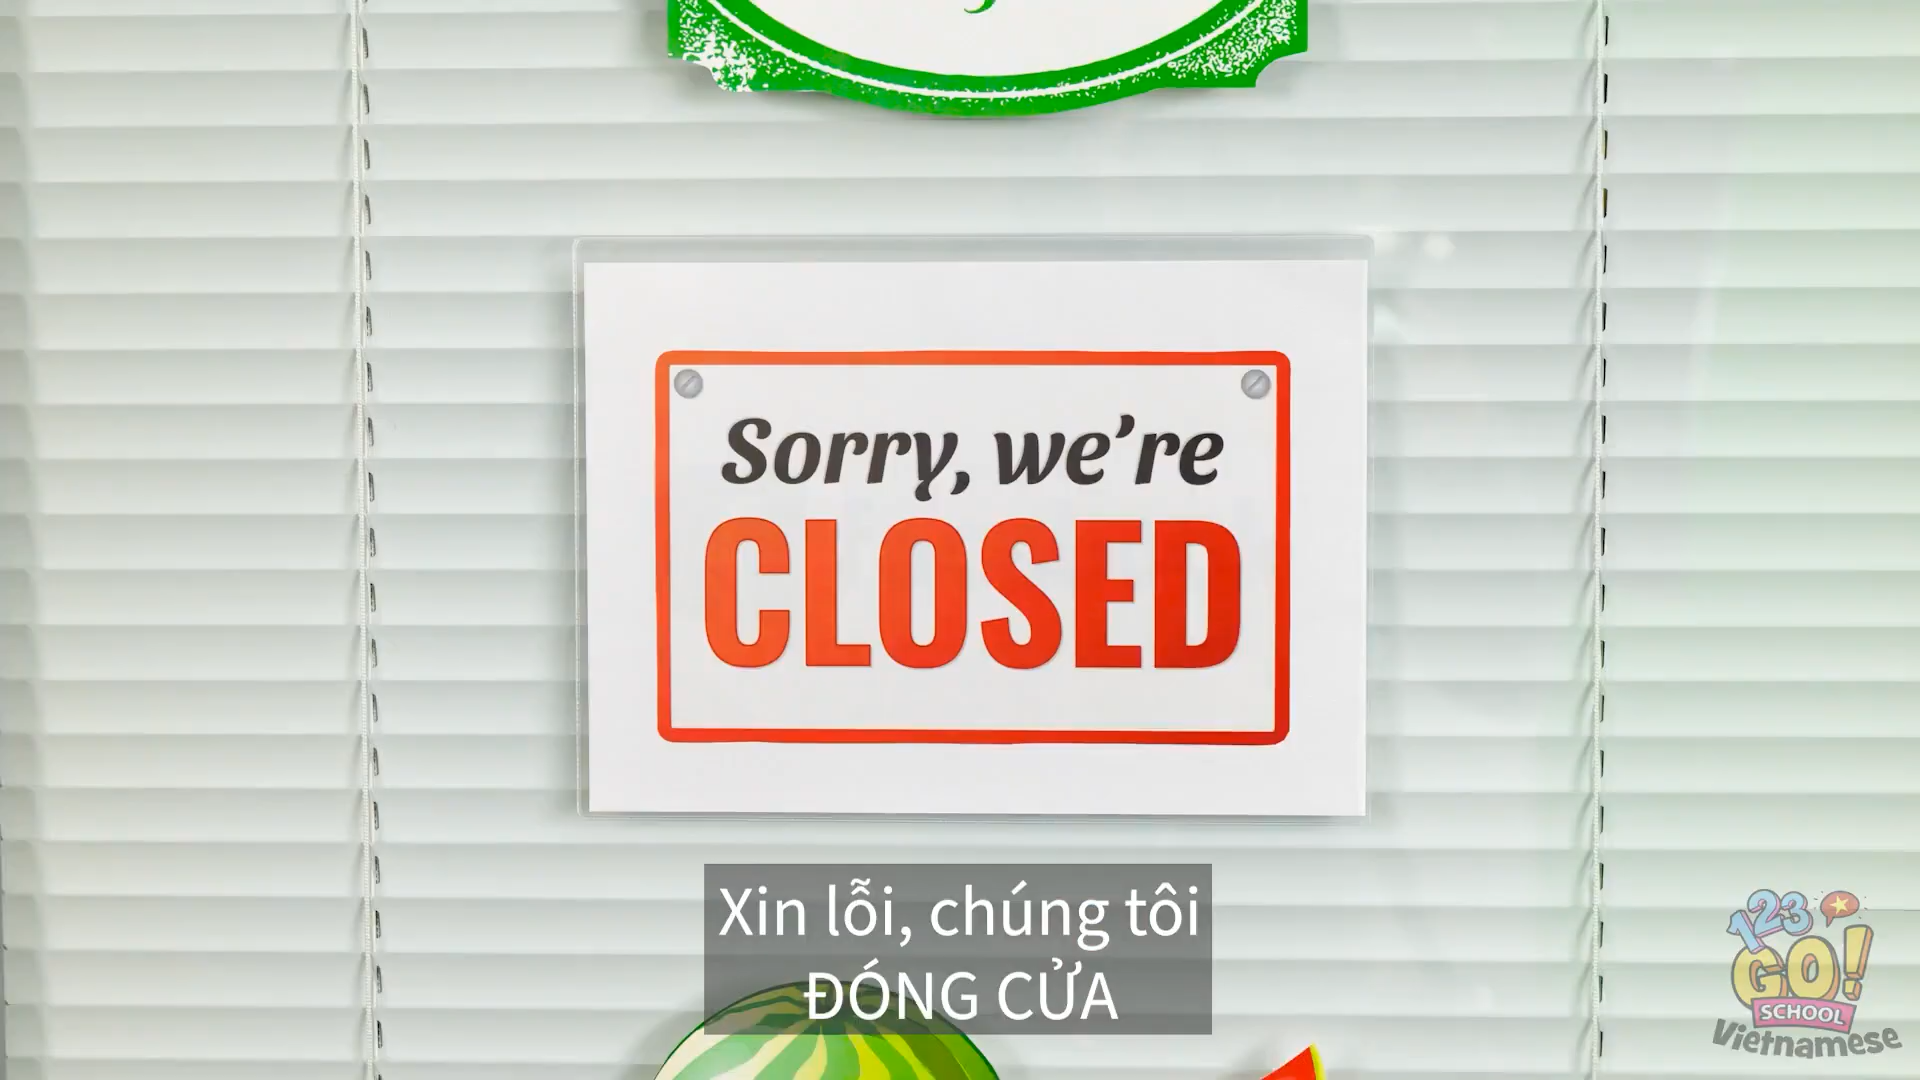 Sorry, we're
CLOSED
Xin lỗi, chúng tôi
ĐÓNG CỬA
123
GO!
SCHOOL
Vietnamese